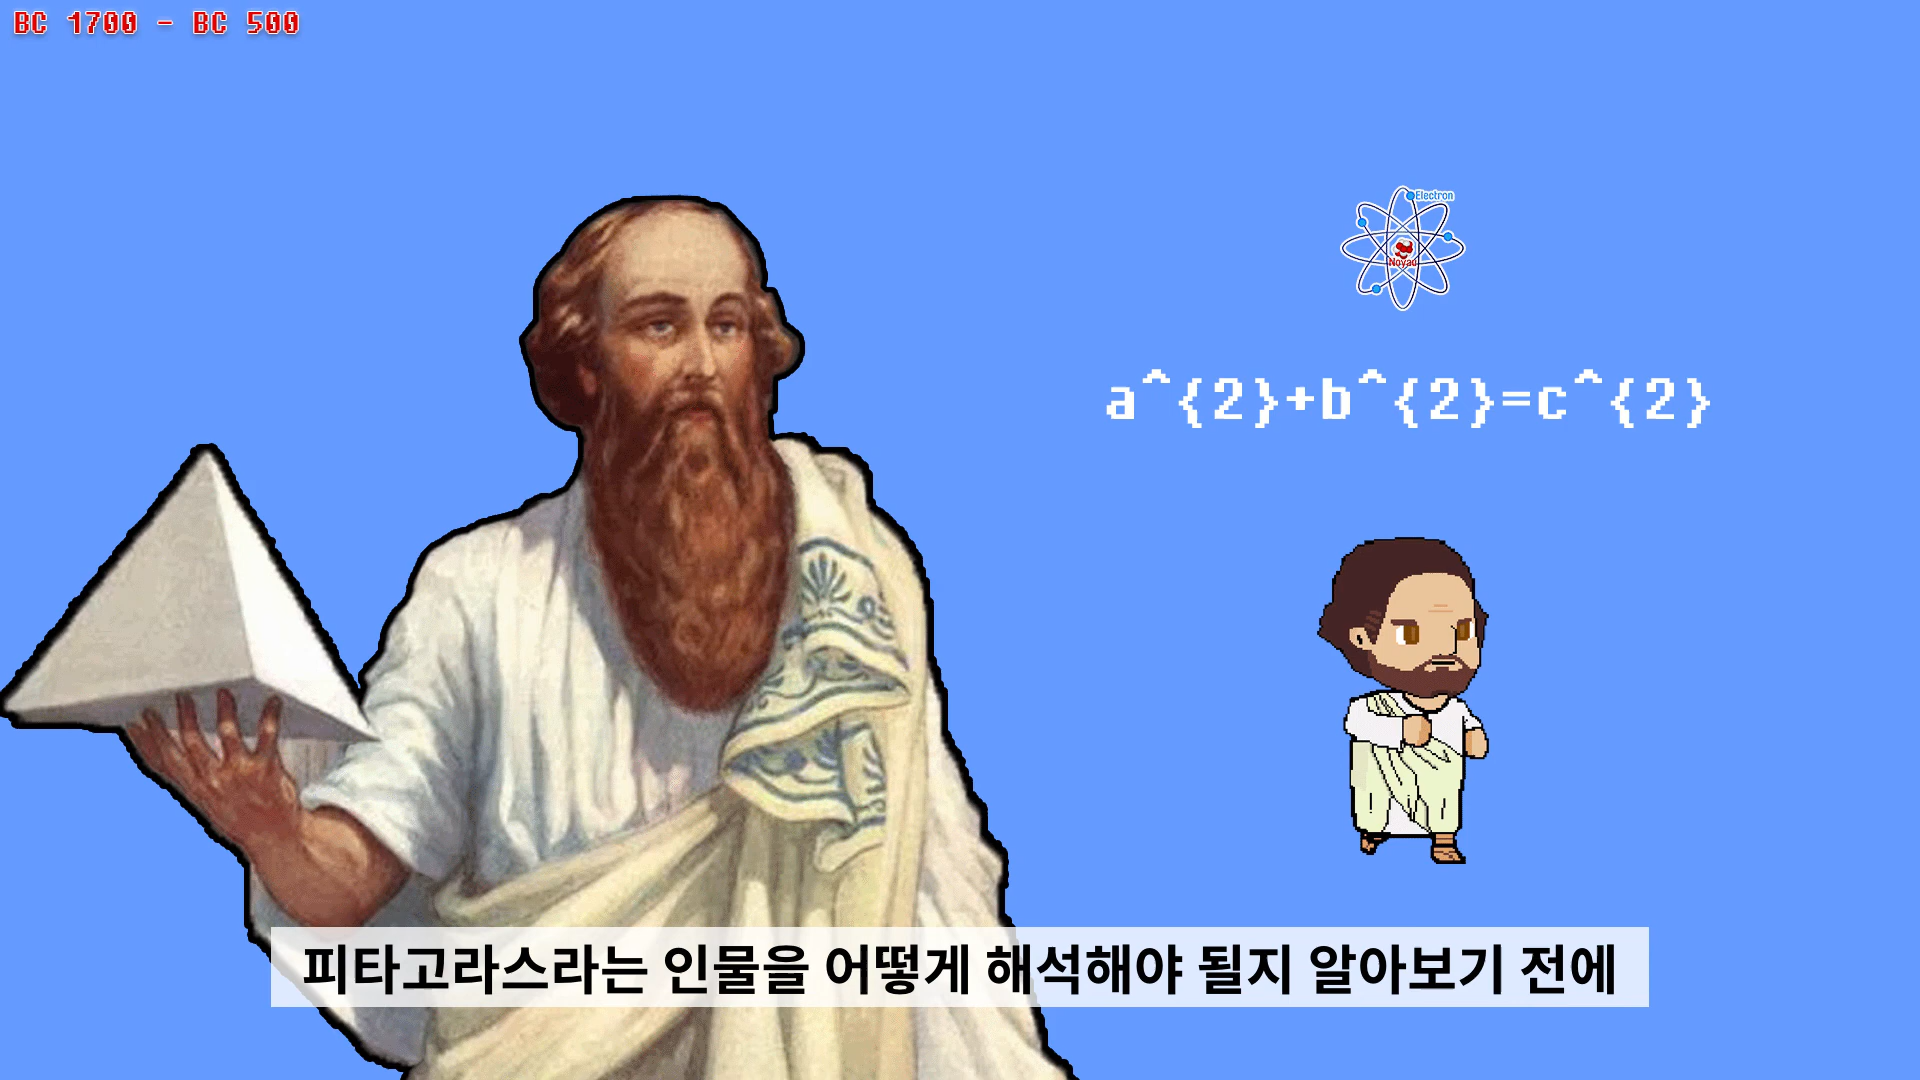 BC 1700 - BC 500
Electron
Noyau
a^{2}+b^{2}=c^{2}
피타고라스라는 인물을 어떻게 해석해야 될지 알아보기 전에